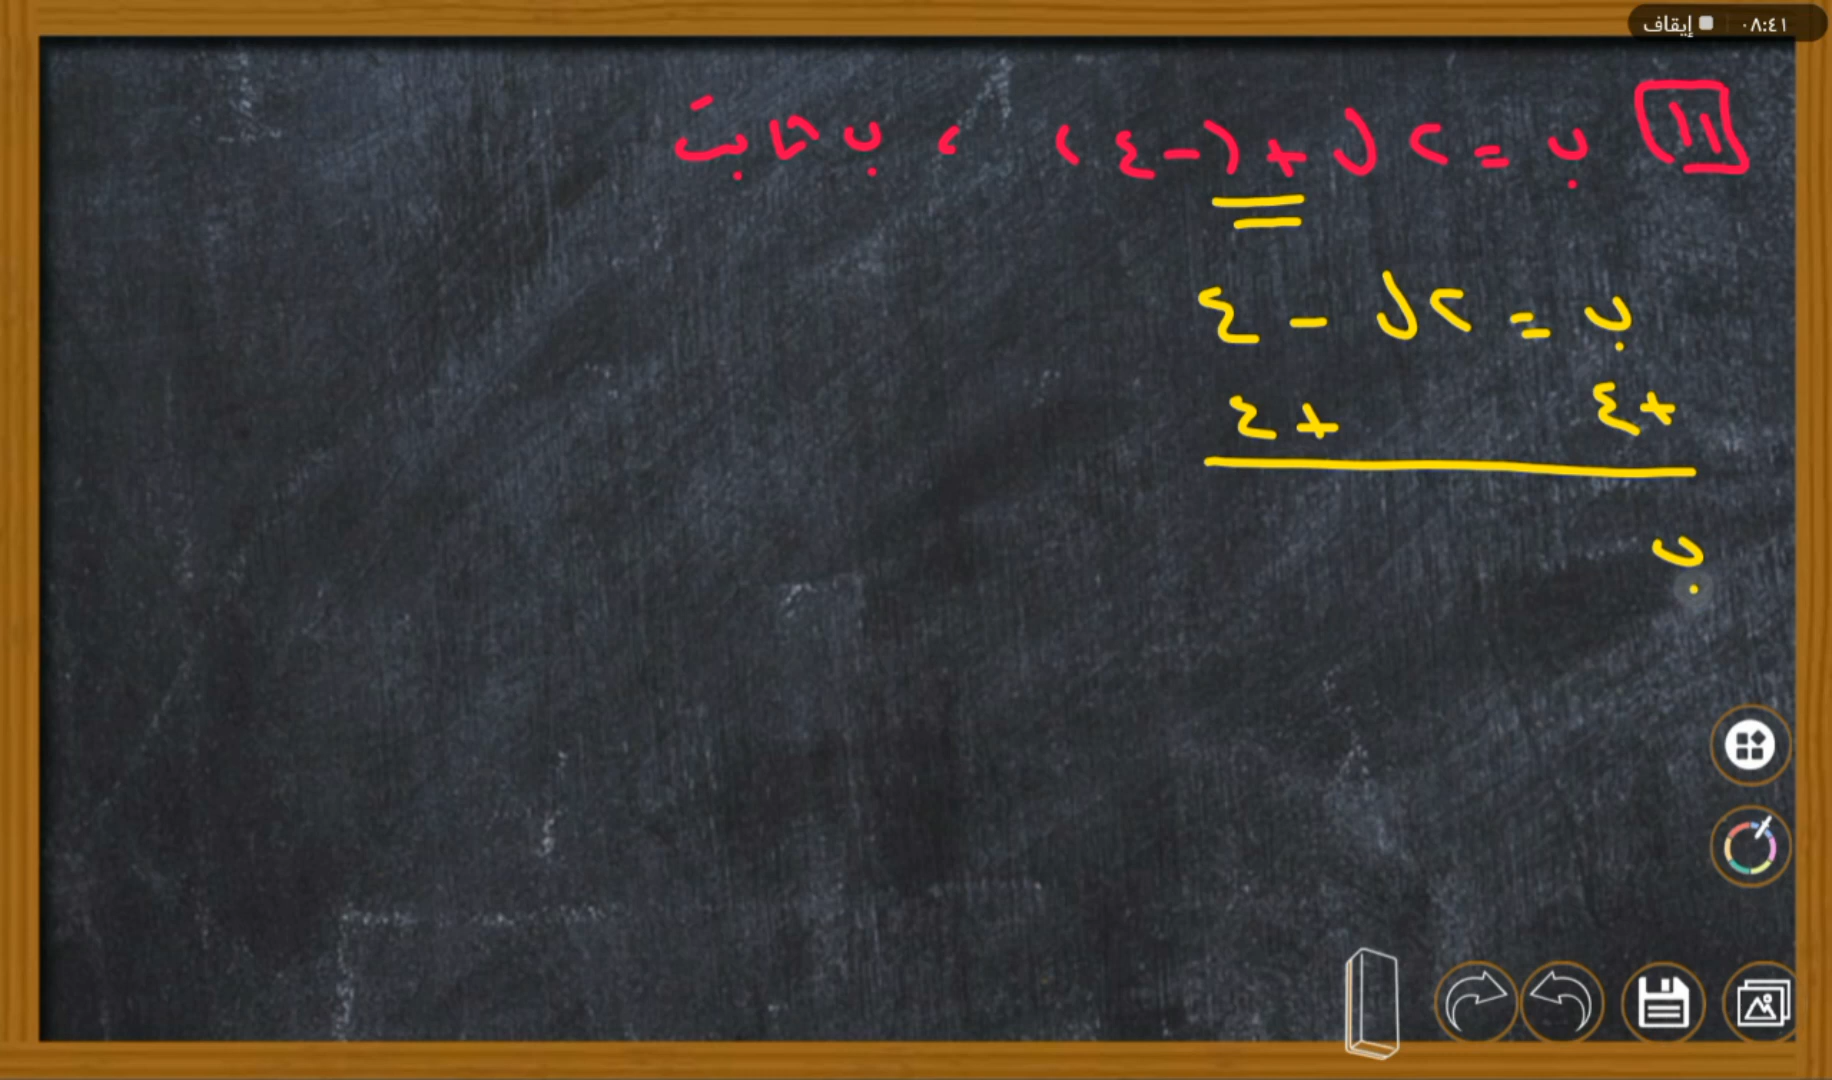 ٠٨:٤١ إيقاف
١١ ب = ٢ل + (-٤) ، ب ثابتَ
ب = ٢ل - ٤
+٤ +٤
ب